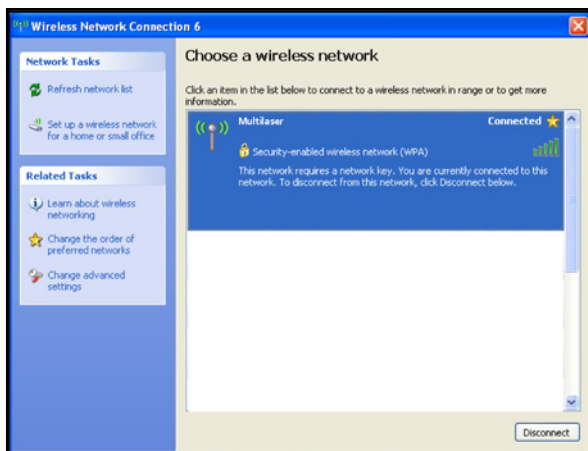 Wireless Network Connection 6
Network Tasks
Refresh network list
Set up a wireless network
for a home or small office
Related Tasks
Learn about wireless
networking
Change the order of
preferred networks
Change advanced
settings
Choose a wireless network
Click an item in the list below to connect to a wireless network in range or to get more
information.
Multilaser Connected
Security-enabled wireless network (WPA)
This network requires a network key. You are currently connected to this
network. To disconnect from this network, click Disconnect below.
Disconnect